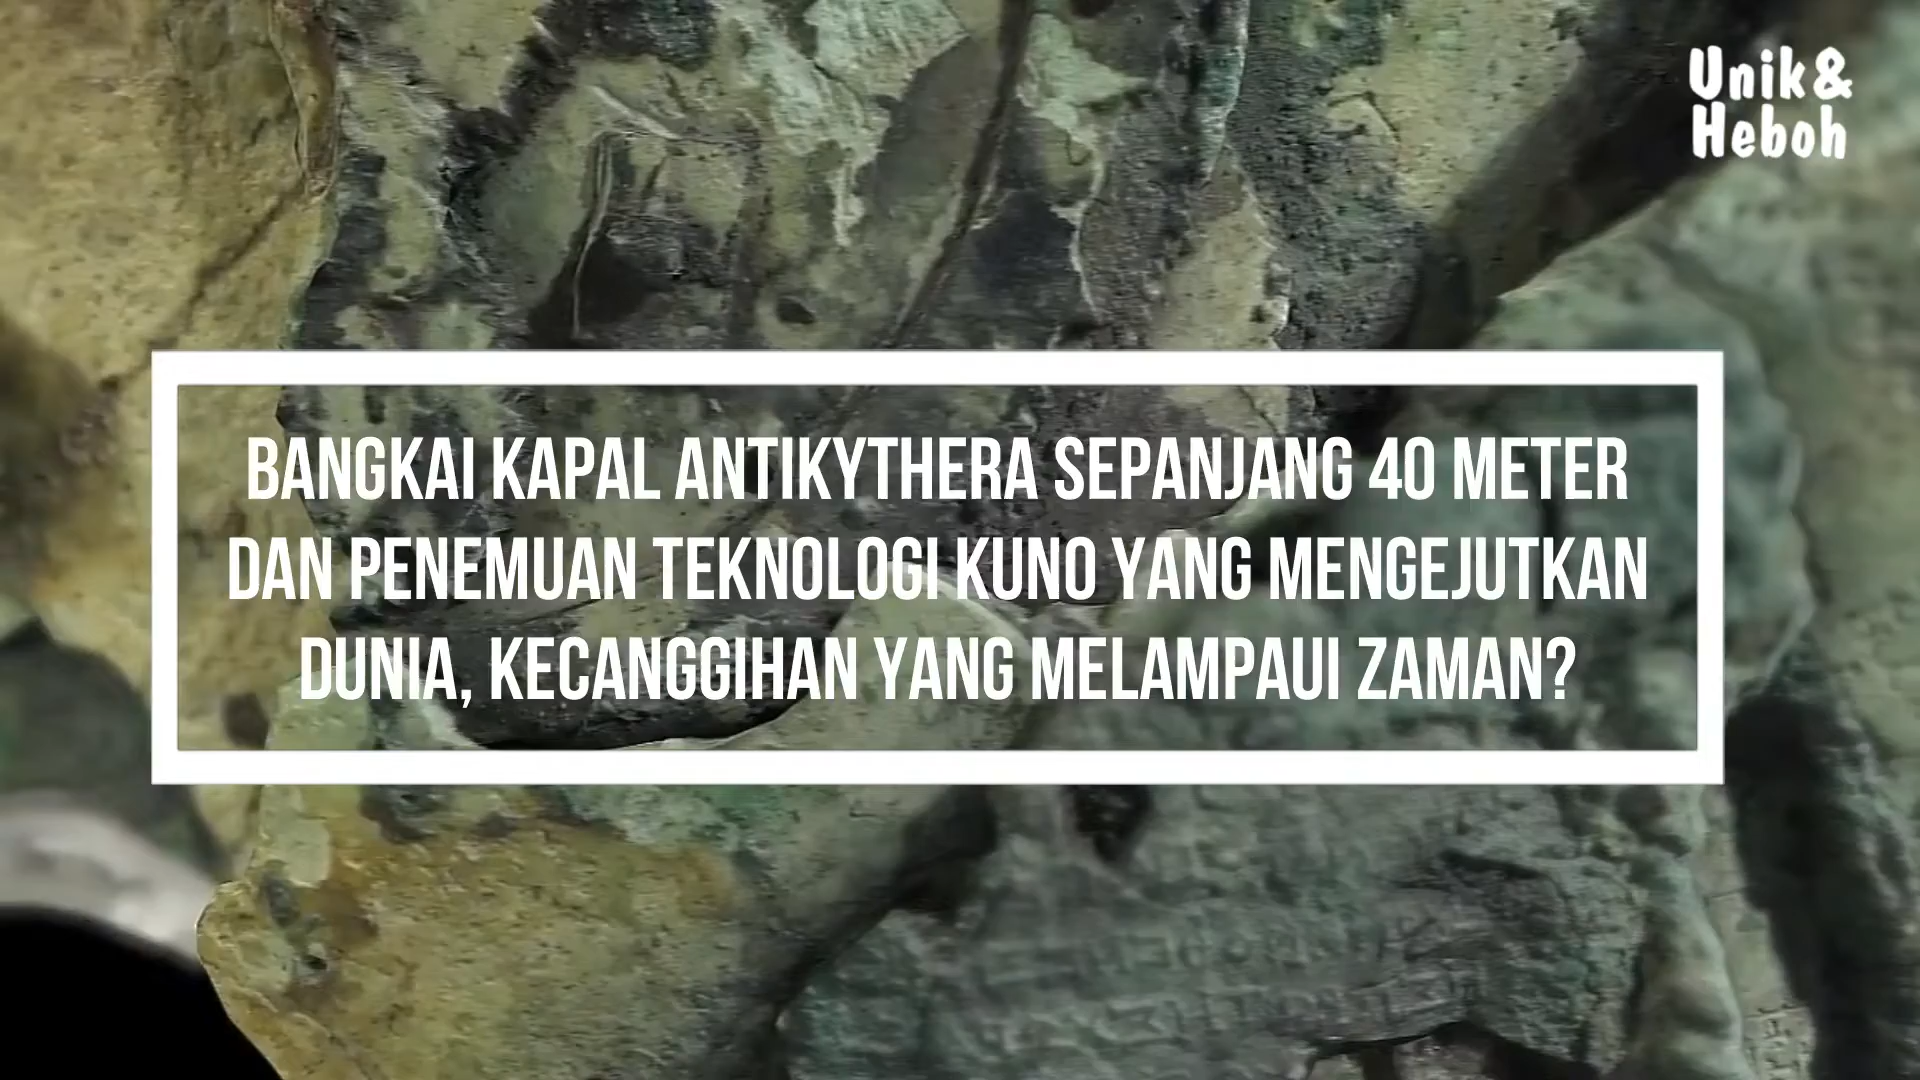 Unik&
Heboh
BANGKAI KAPAL ANTIKYTHERA SEPANJANG 40 METER
DAN PENEMUAN TEKNOLOGI KUNO YANG MENGEJUTKAN
DUNIA, KECANGGIHAN YANG MELAMPAUI ZAMAN?